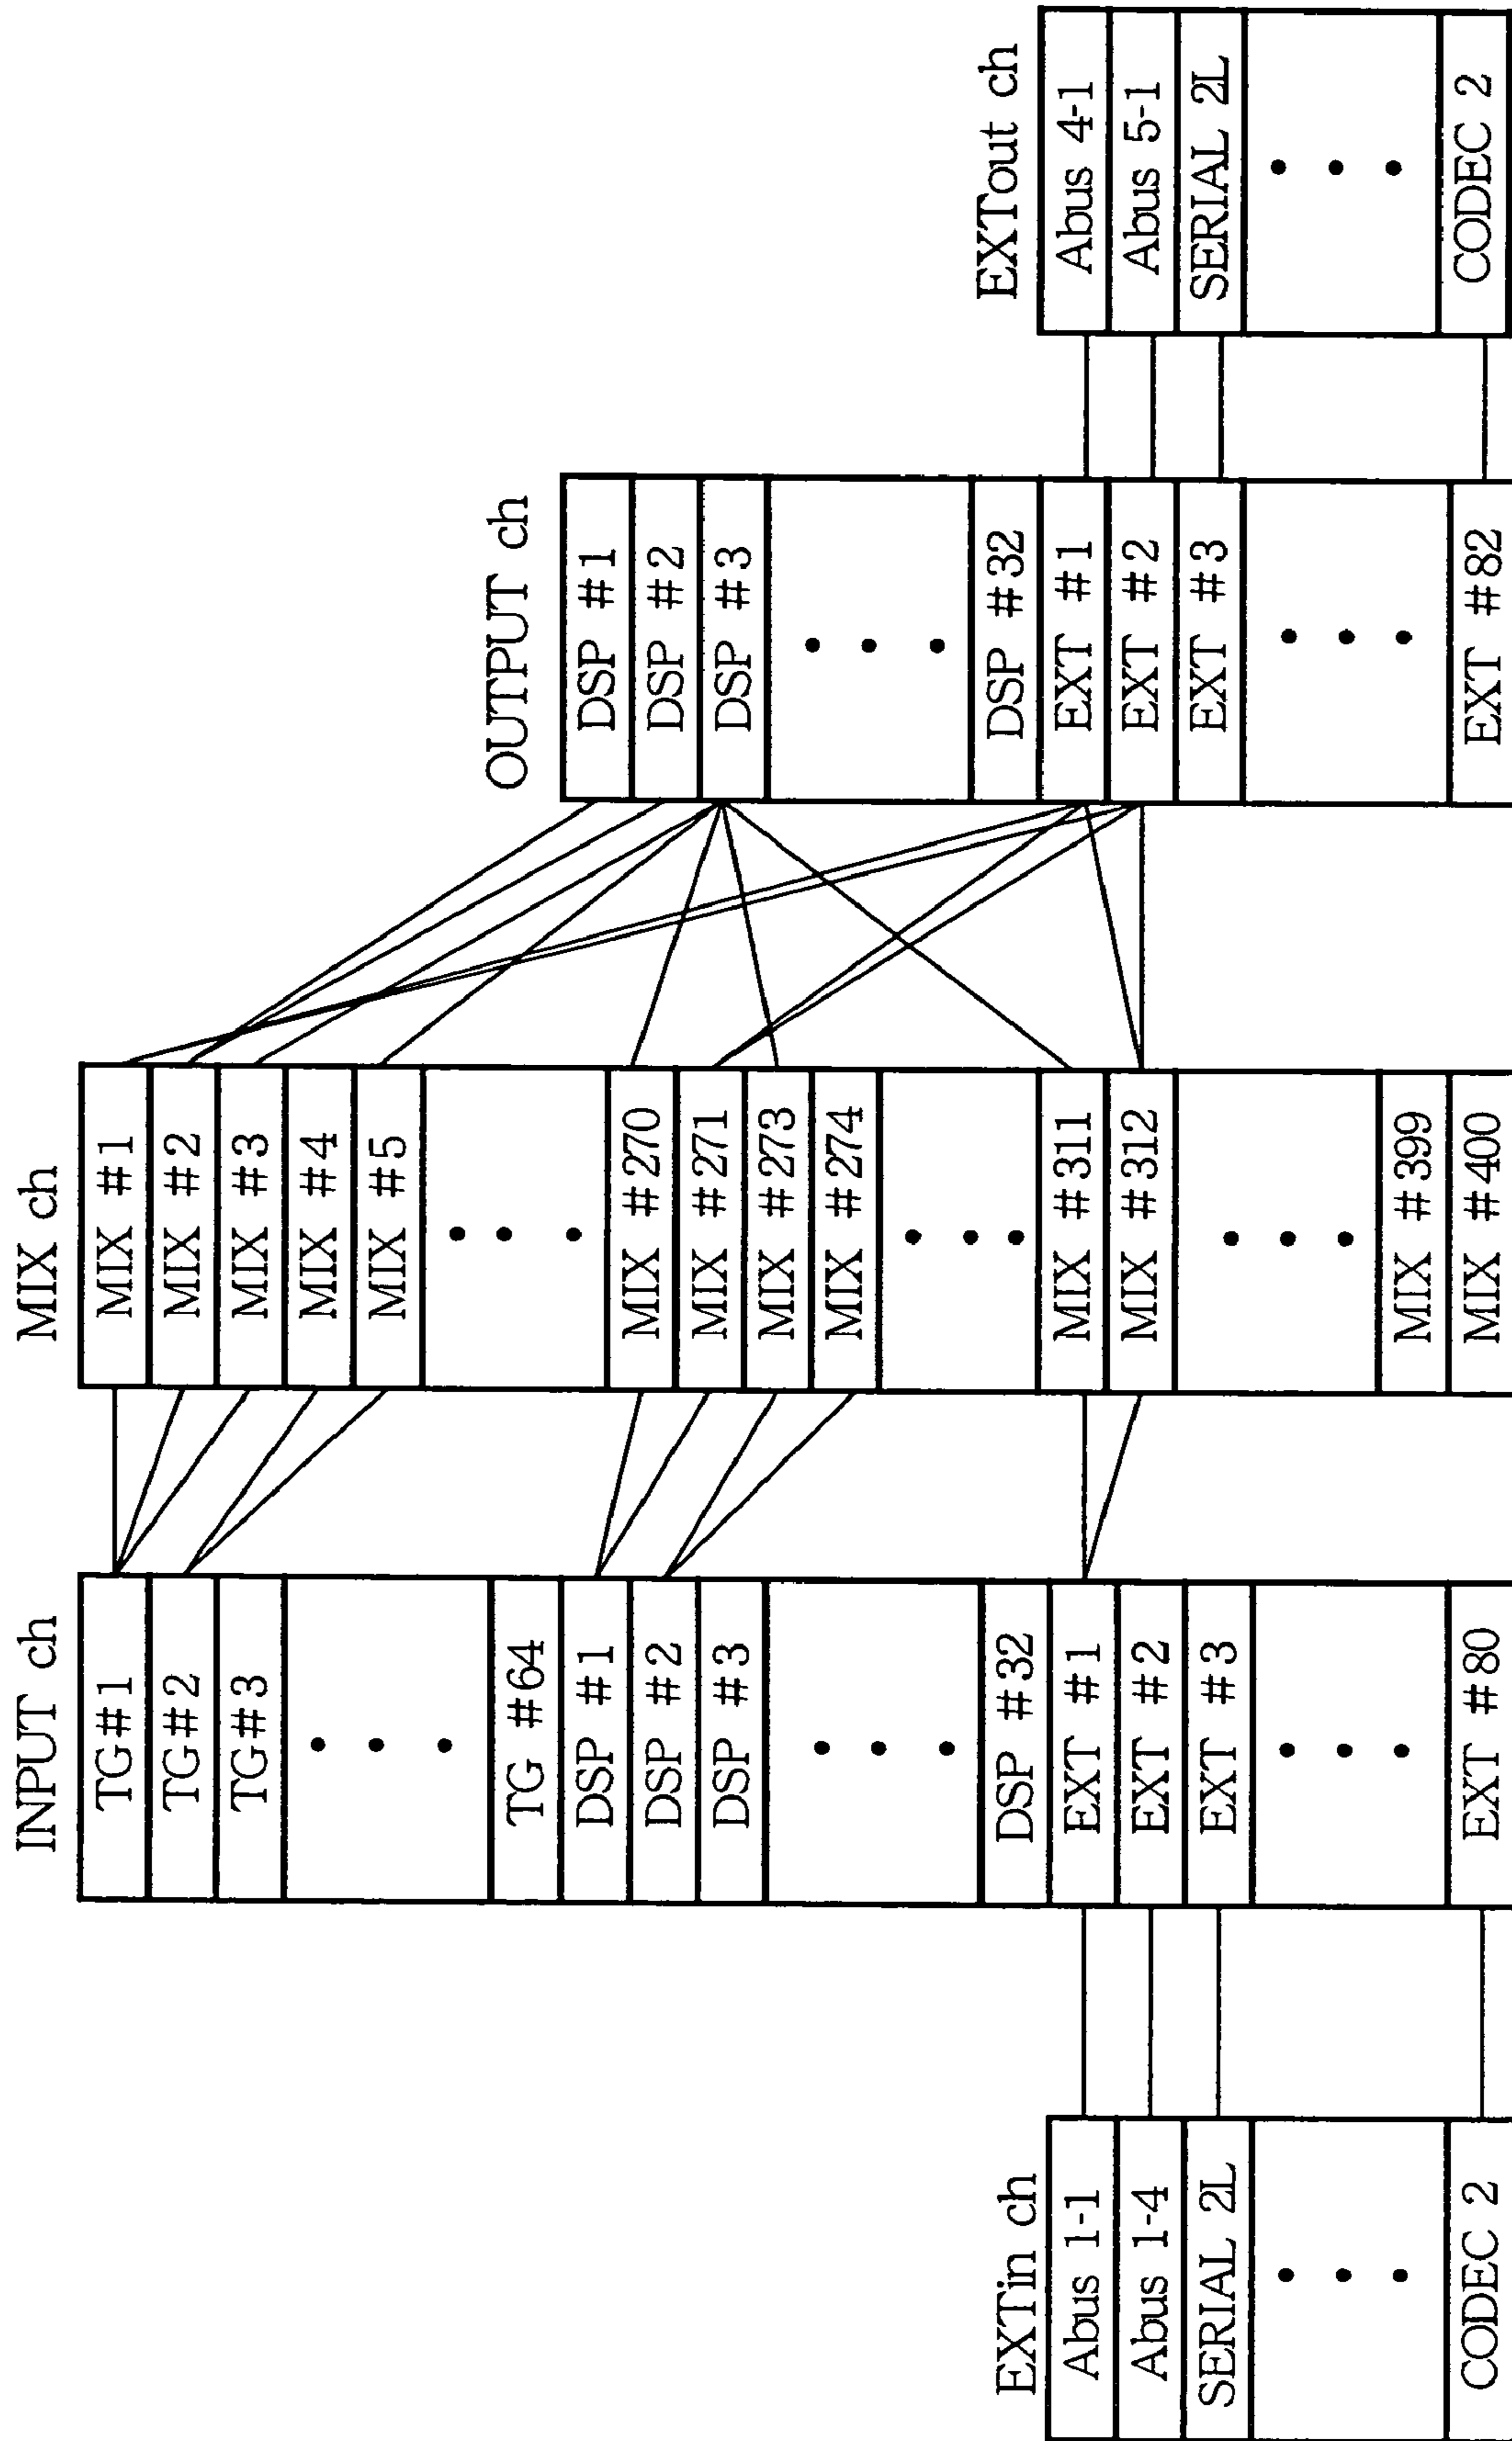 EXTin ch
Abus 1-1
Abus 1-4
SERIAL 2L
CODEC 2
INPUT ch
TG#1
TG#2
TG#3
TG #64
DSP #1
DSP #2
DSP #3
DSP #32
EXT #1
EXT #2
EXT #3
EXT #80
MIX ch
MIX #1
MIX #2
MIX #3
MIX #4
MIX #5
MIX #270
MIX #271
MIX #273
MIX #274
MIX #311
MIX #312
MIX #399
MIX #400
OUTPUT ch
DSP #1
DSP #2
DSP #3
DSP #32
EXT #1
EXT #2
EXT #3
EXT #82
EXTout ch
Abus 4-1
Abus 5-1
SERIAL 2L
CODEC 2